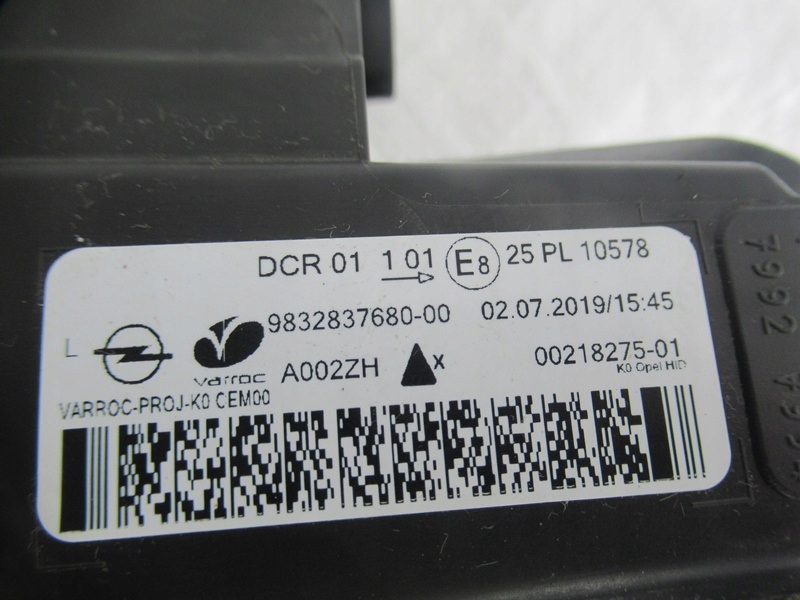 DCR 01 1 01 E8 25 PL 10578
9832837680-00 02.07.2019/15:45
L varroc A002ZH X 00218275-01
K0 Opel HID
VARROC-PROJ-K0 CEM00
7992